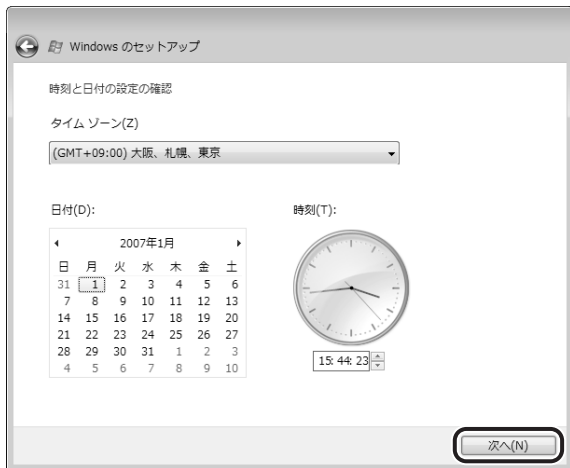 Windows のセットアップ
時刻と日付の設定の確認
タイム ゾーン(Z)
(GMT+09:00) 大阪、札幌、東京
日付(D):
2007年1月
日 月 火 水 木 金 土
31 1 2 3 4 5 6
7 8 9 10 11 12 13
14 15 16 17 18 19 20
21 22 23 24 25 26 27
28 29 30 31 1 2 3
4 5 6 7 8 9 10
時刻(T):
15: 44: 23
次へ(N)